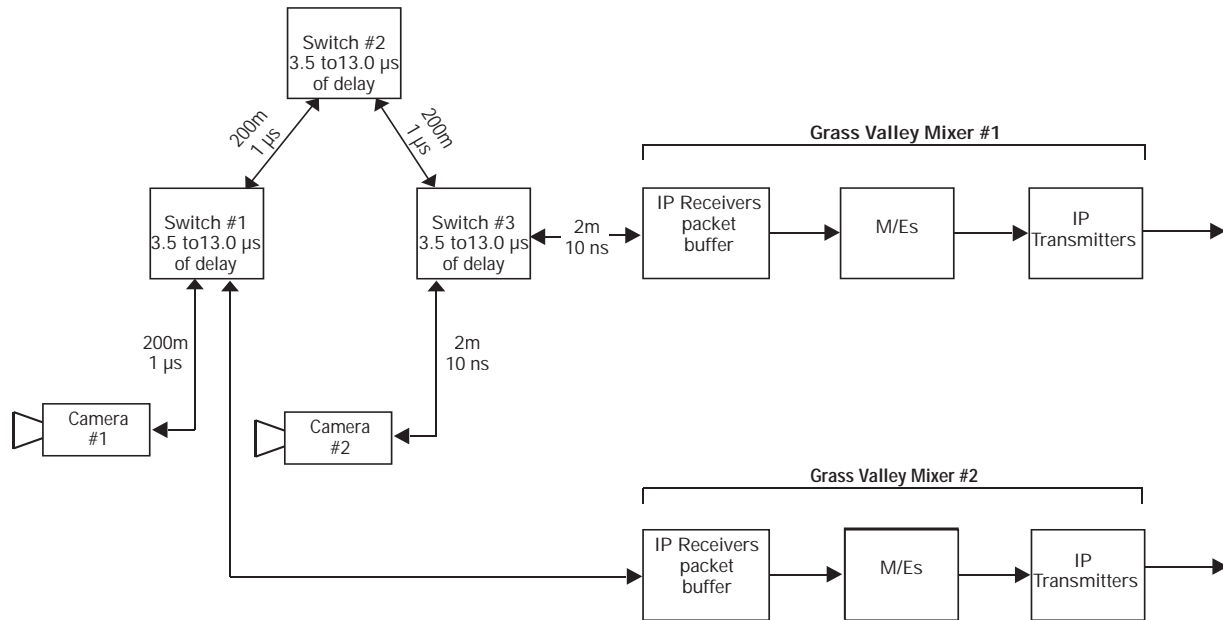 Switch #2
3.5 to13.0 µs
of delay
200m
1 µs
200m
1 µs
Grass Valley Mixer #1
Switch #1
3.5 to13.0 µs
of delay
Switch #3
3.5 to13.0 µs
of delay
2m
10 ns
IP Receivers
packet
buffer
M/Es
IP
Transmitters
200m
1 µs
2m
10 ns
Camera
#1
Camera
#2
Grass Valley Mixer #2
IP Receivers
packet
buffer
M/Es
IP
Transmitters